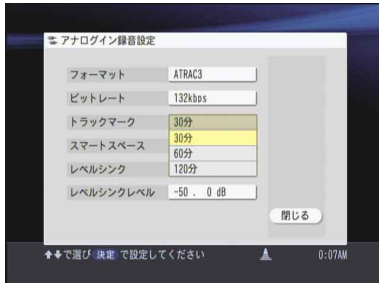 アナログイン録音設定
フォーマット ATRAC3
ビットレート 132kbps
トラックマーク 30分
30分
スマートスペース
60分
レベルシンク 120分
レベルシンクレベル -50 . 0 dB
閉じる
で選び 決定 で設定してください 0:07AM